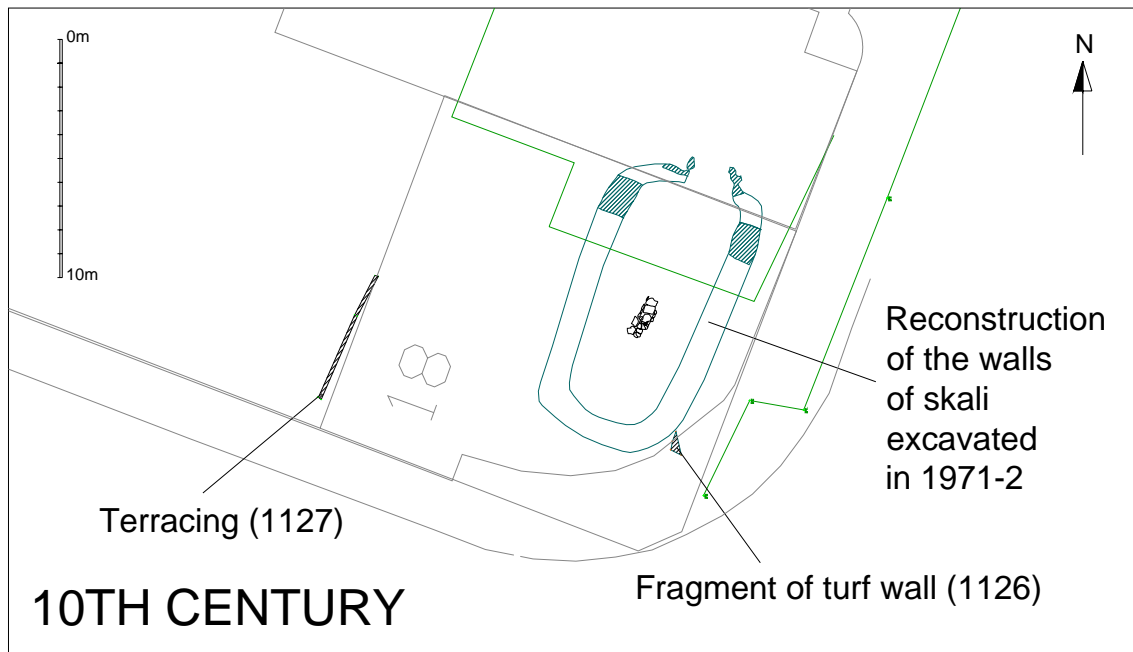 0m
N
10m
Reconstruction
of the walls
of skali
excavated
in 1971-2
18
Terracing (1127)
Fragment of turf wall (1126)
10TH CENTURY